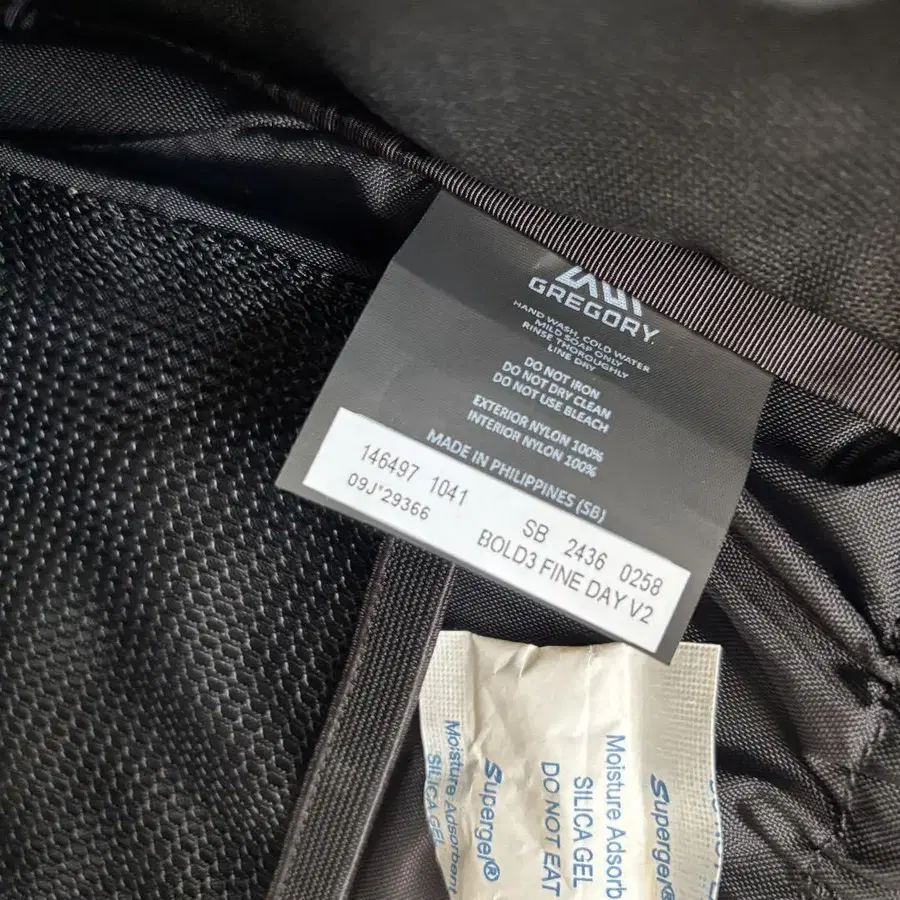 GREGORY
HAND WASH, COLD WATER
MILD SOAP ONLY
RINSE THOROUGHLY
LINE DRY
DO NOT IRON
DO NOT DRY CLEAN
DO NOT USE BLEACH
EXTERIOR NYLON 100%
INTERIOR NYLON 100%
MADE IN PHILIPPINES (SB)
146497 1041 SB 2436 0258
09J*29366 BOLD3 FINE DAY V2
Supergel®
Moisture Adsorb
SILICA GEL
DO NOT EAT
Supergel®
Moisture Adsorbent
SILICA GEL